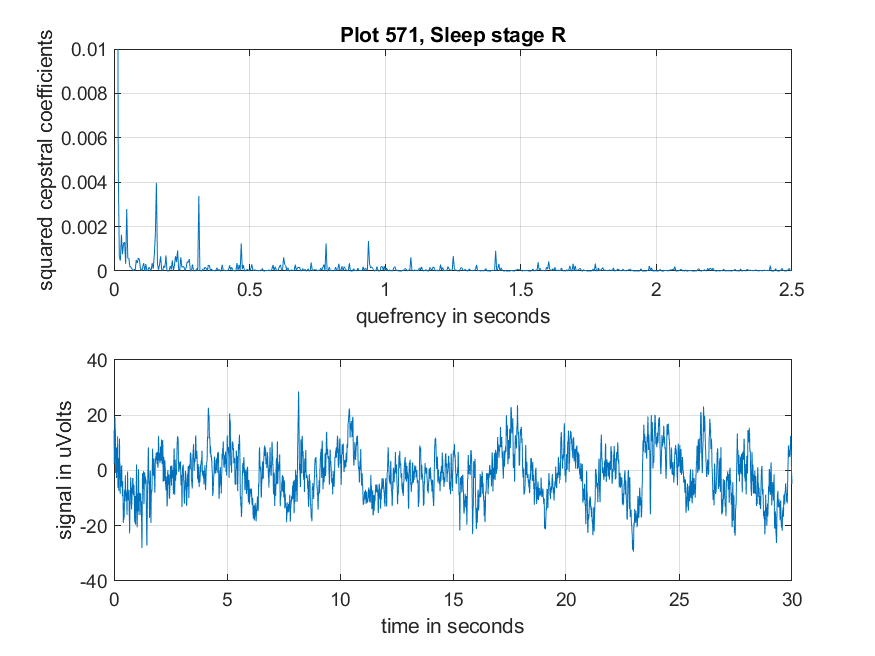 Plot 571, Sleep stage R
squared cepstral coefficients
0.01
0.008
0.006
0.004
0.002
0
0 0.5 1 1.5 2 2.5
quefrency in seconds
signal in uVolts
40
20
0
-20
-40
0 5 10 15 20 25 30
time in seconds